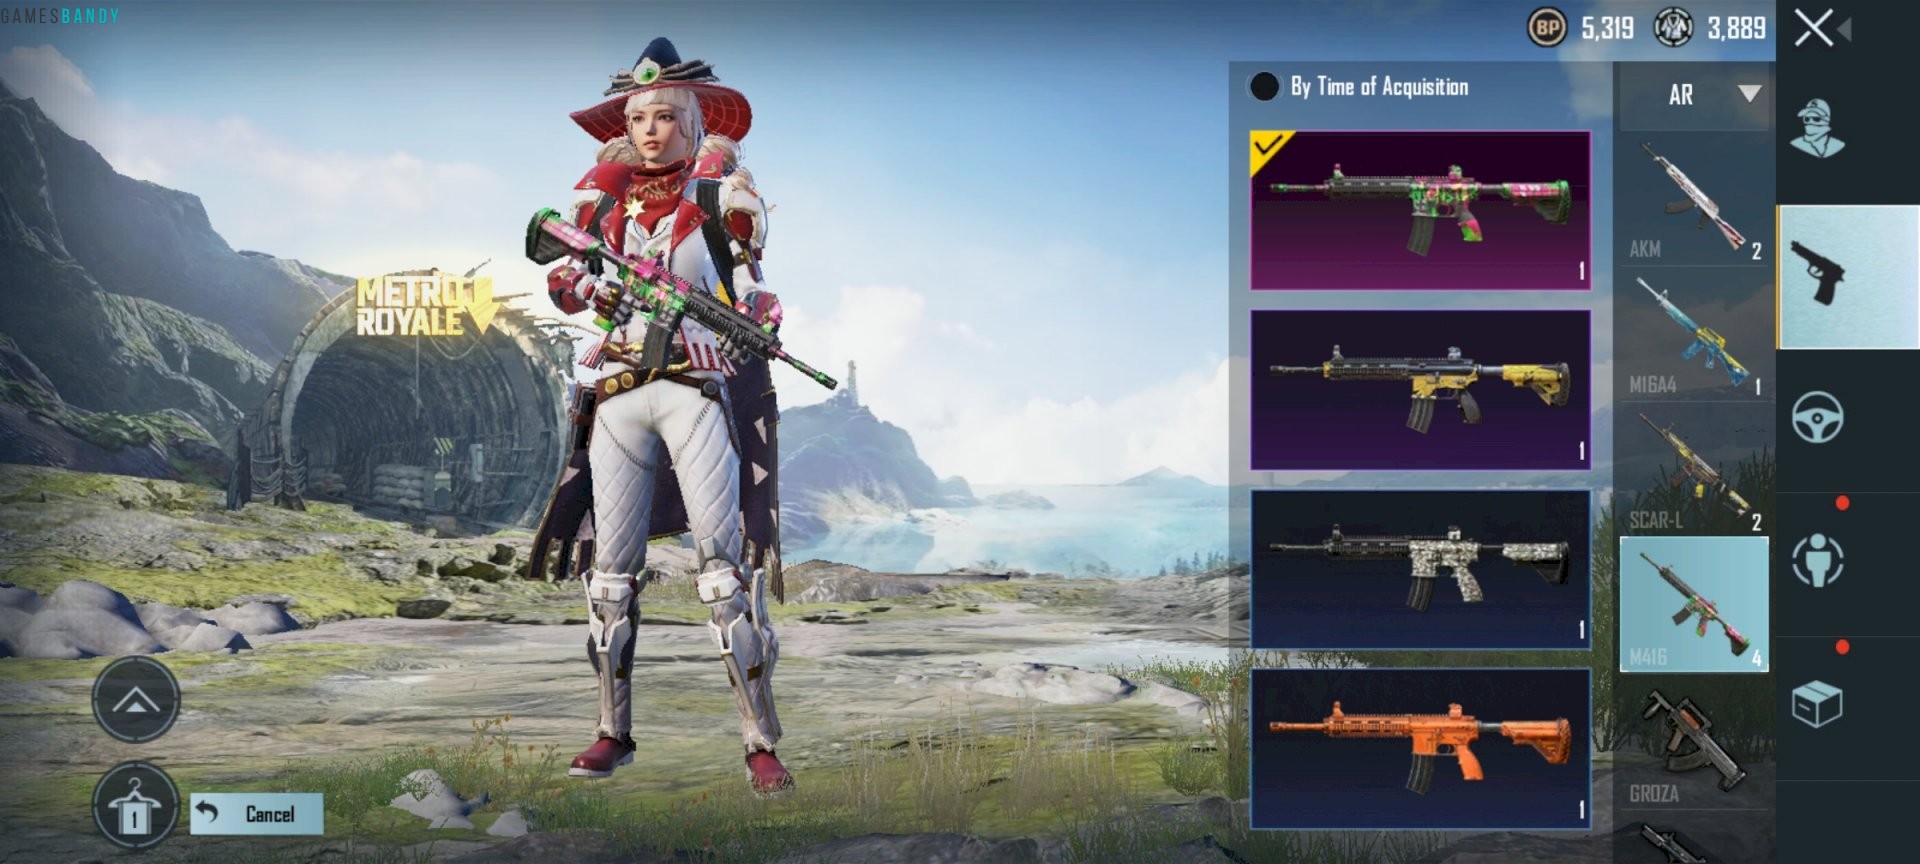 GAMESBANDY
BP 5,319 3,889
By Time of Acquisition
AR
1
AKM 2
METRO
ROYALE
M16A4 1
1
SCAR-L 2
1
M416 4
GROZA
1
1
Cancel